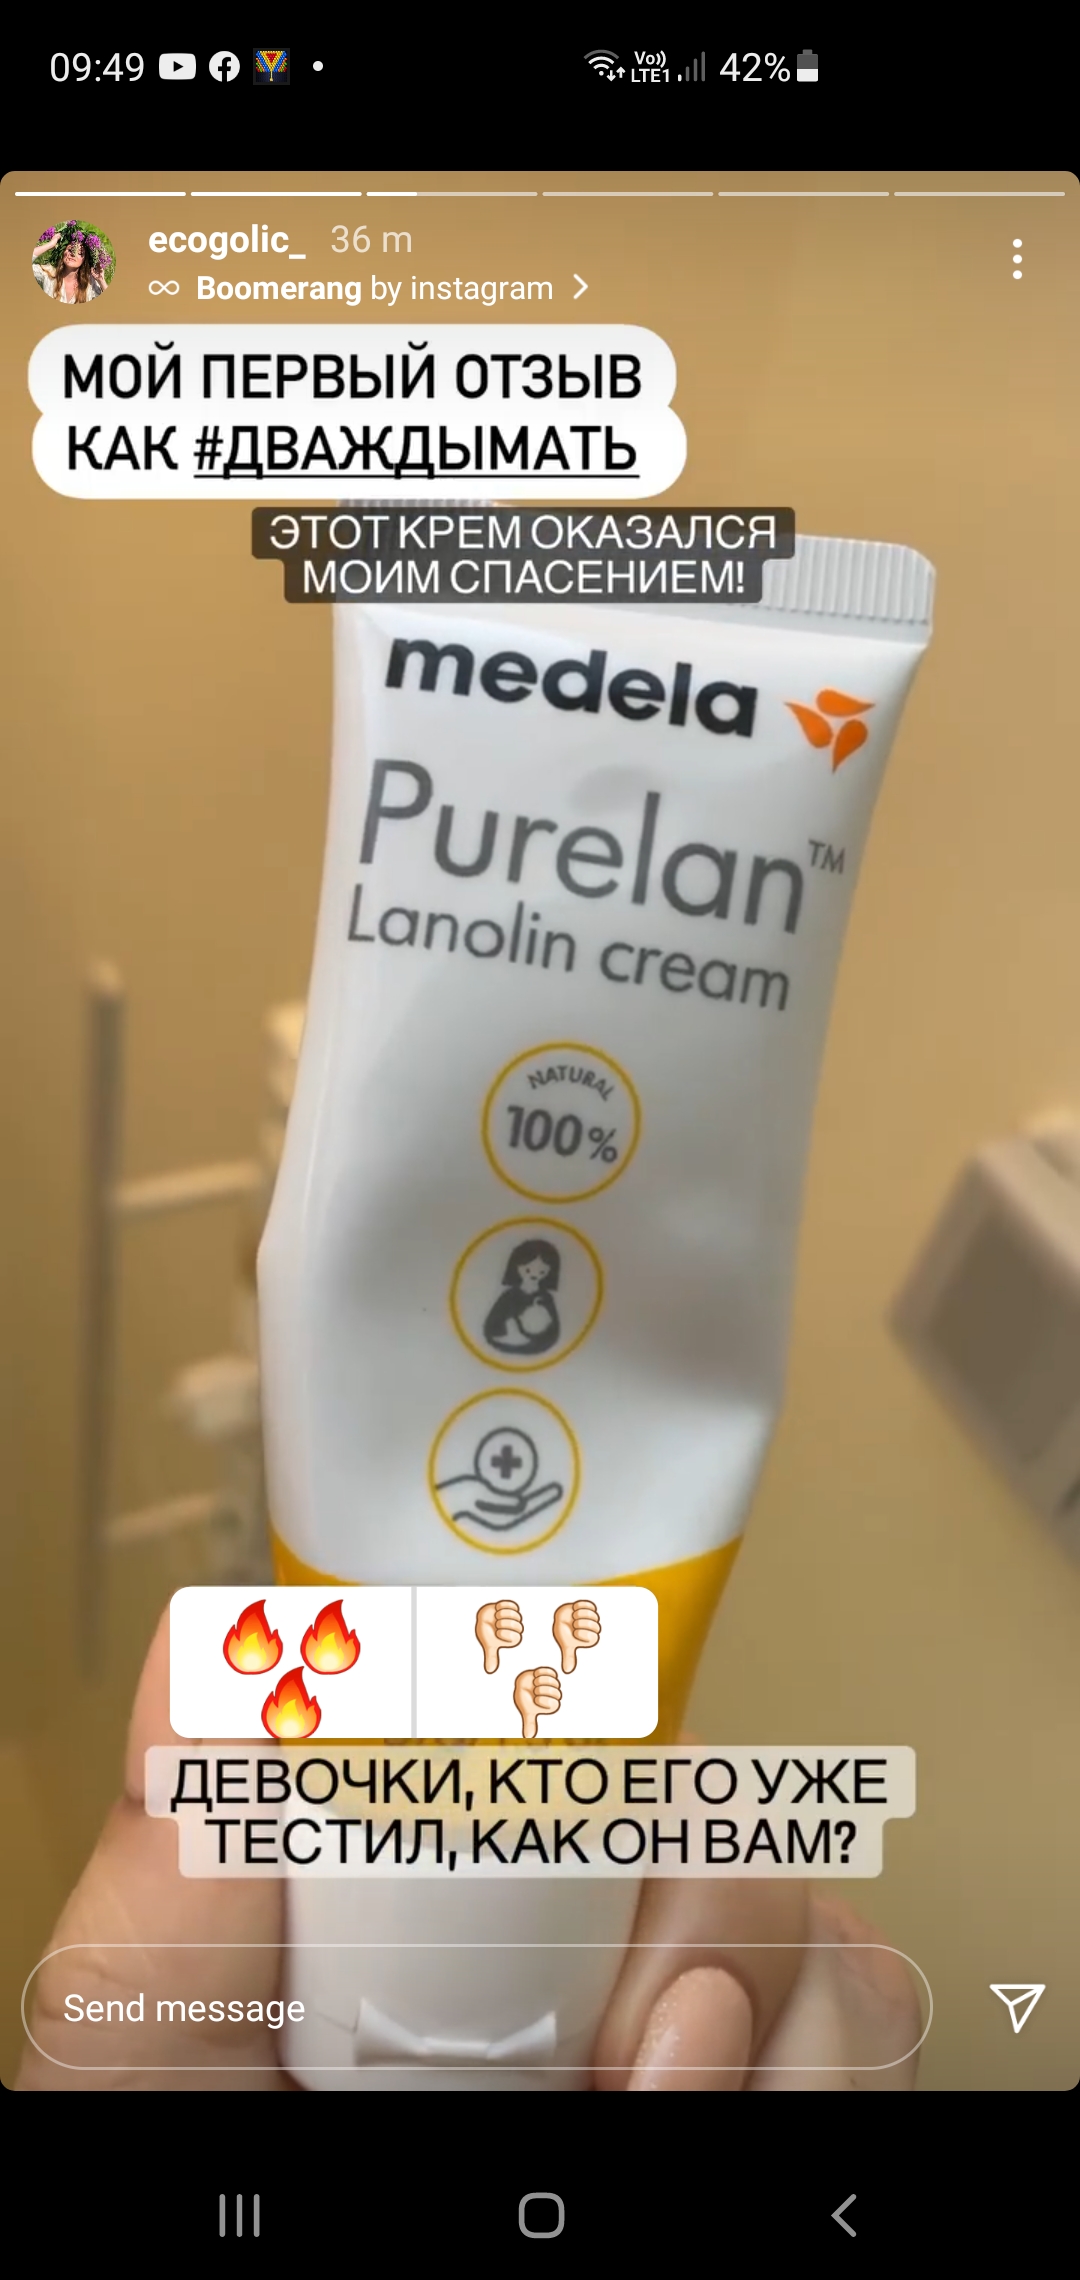 09:49
Vo)) LTE1 42%
ecogolic_ 36 m
Boomerang by instagram
МОЙ ПЕРВЫЙ ОТЗЫВ
КАК #ДВАЖДЫМАТЬ
ЭТОТ КРЕМ ОКАЗАЛСЯ
МОИМ СПАСЕНИЕМ!
medela
Purelan™
Lanolin cream
NATURAL
100%
ДЕВОЧКИ, КТО ЕГО УЖЕ
ТЕСТИЛ, КАК ОН ВАМ?
Send message